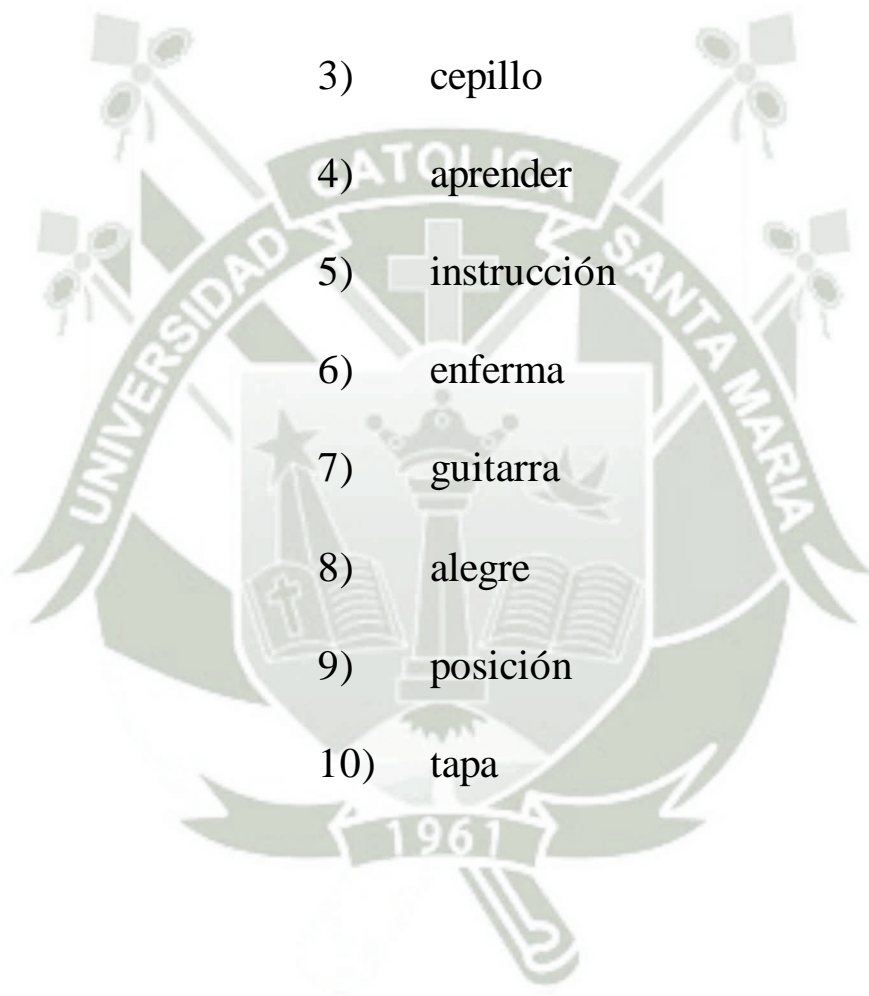 3) cepillo
CATOLICA
4) aprender
UNIVERSIDAD
SANTA MARIA
5) instrucción
6) enferma
7) guitarra
8) alegre
9) posición
10) tapa
1961